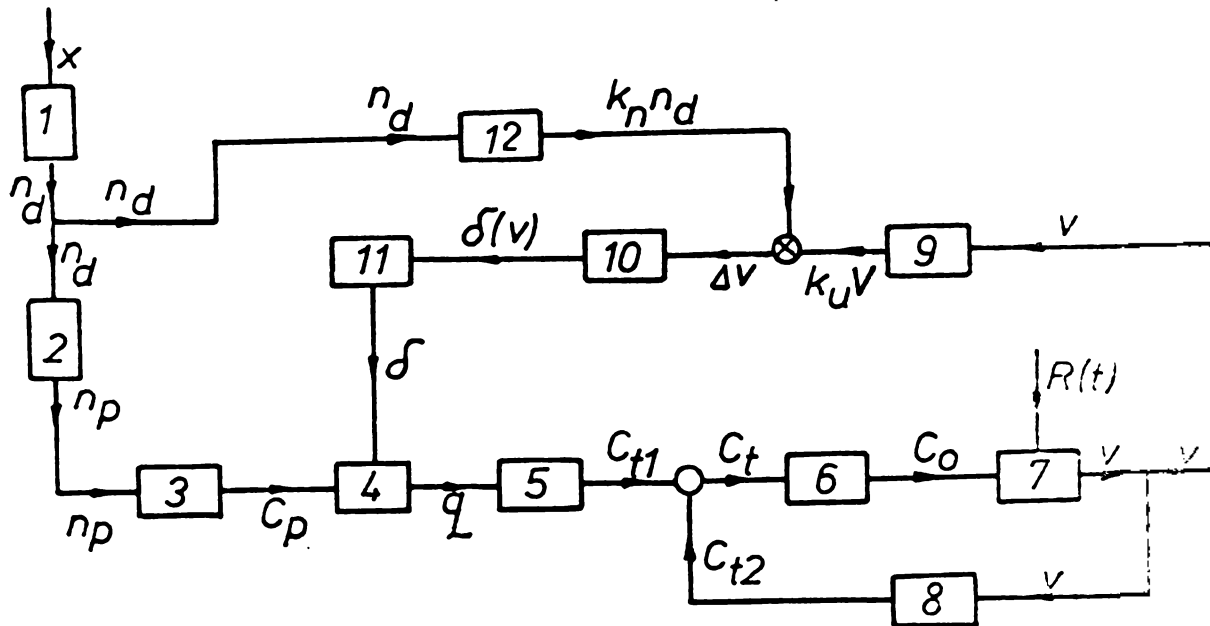 x
1
n_d
n_d
n_d
n_d
12
k_n n_d
2
n_p
n_p
3
C_p
4
q
5
C_t1
C_t
6
C_o
7
R(t)
v
v
v
8
C_t2
v
9
k_u V
Δv
10
δ(v)
11
δ